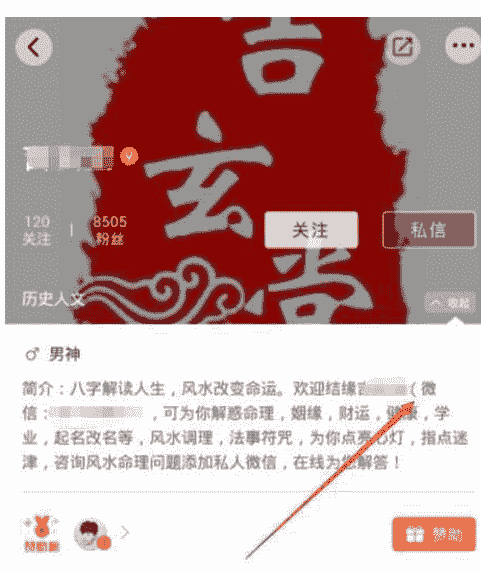 吉
玄
尚
120
8505
关注
粉丝
关注
私信
历史人文
收起
♂ 男神
简介：八字解读人生，风水改变命运。欢迎结缘吉（微
信： ，可为你解惑命理，姻缘，财运，健康，学
业，起名改名等，风水调理，法事符咒，为你点亮心灯，指点迷
津，咨询风水命理问题添加私人微信，在线为您解答！
赞助